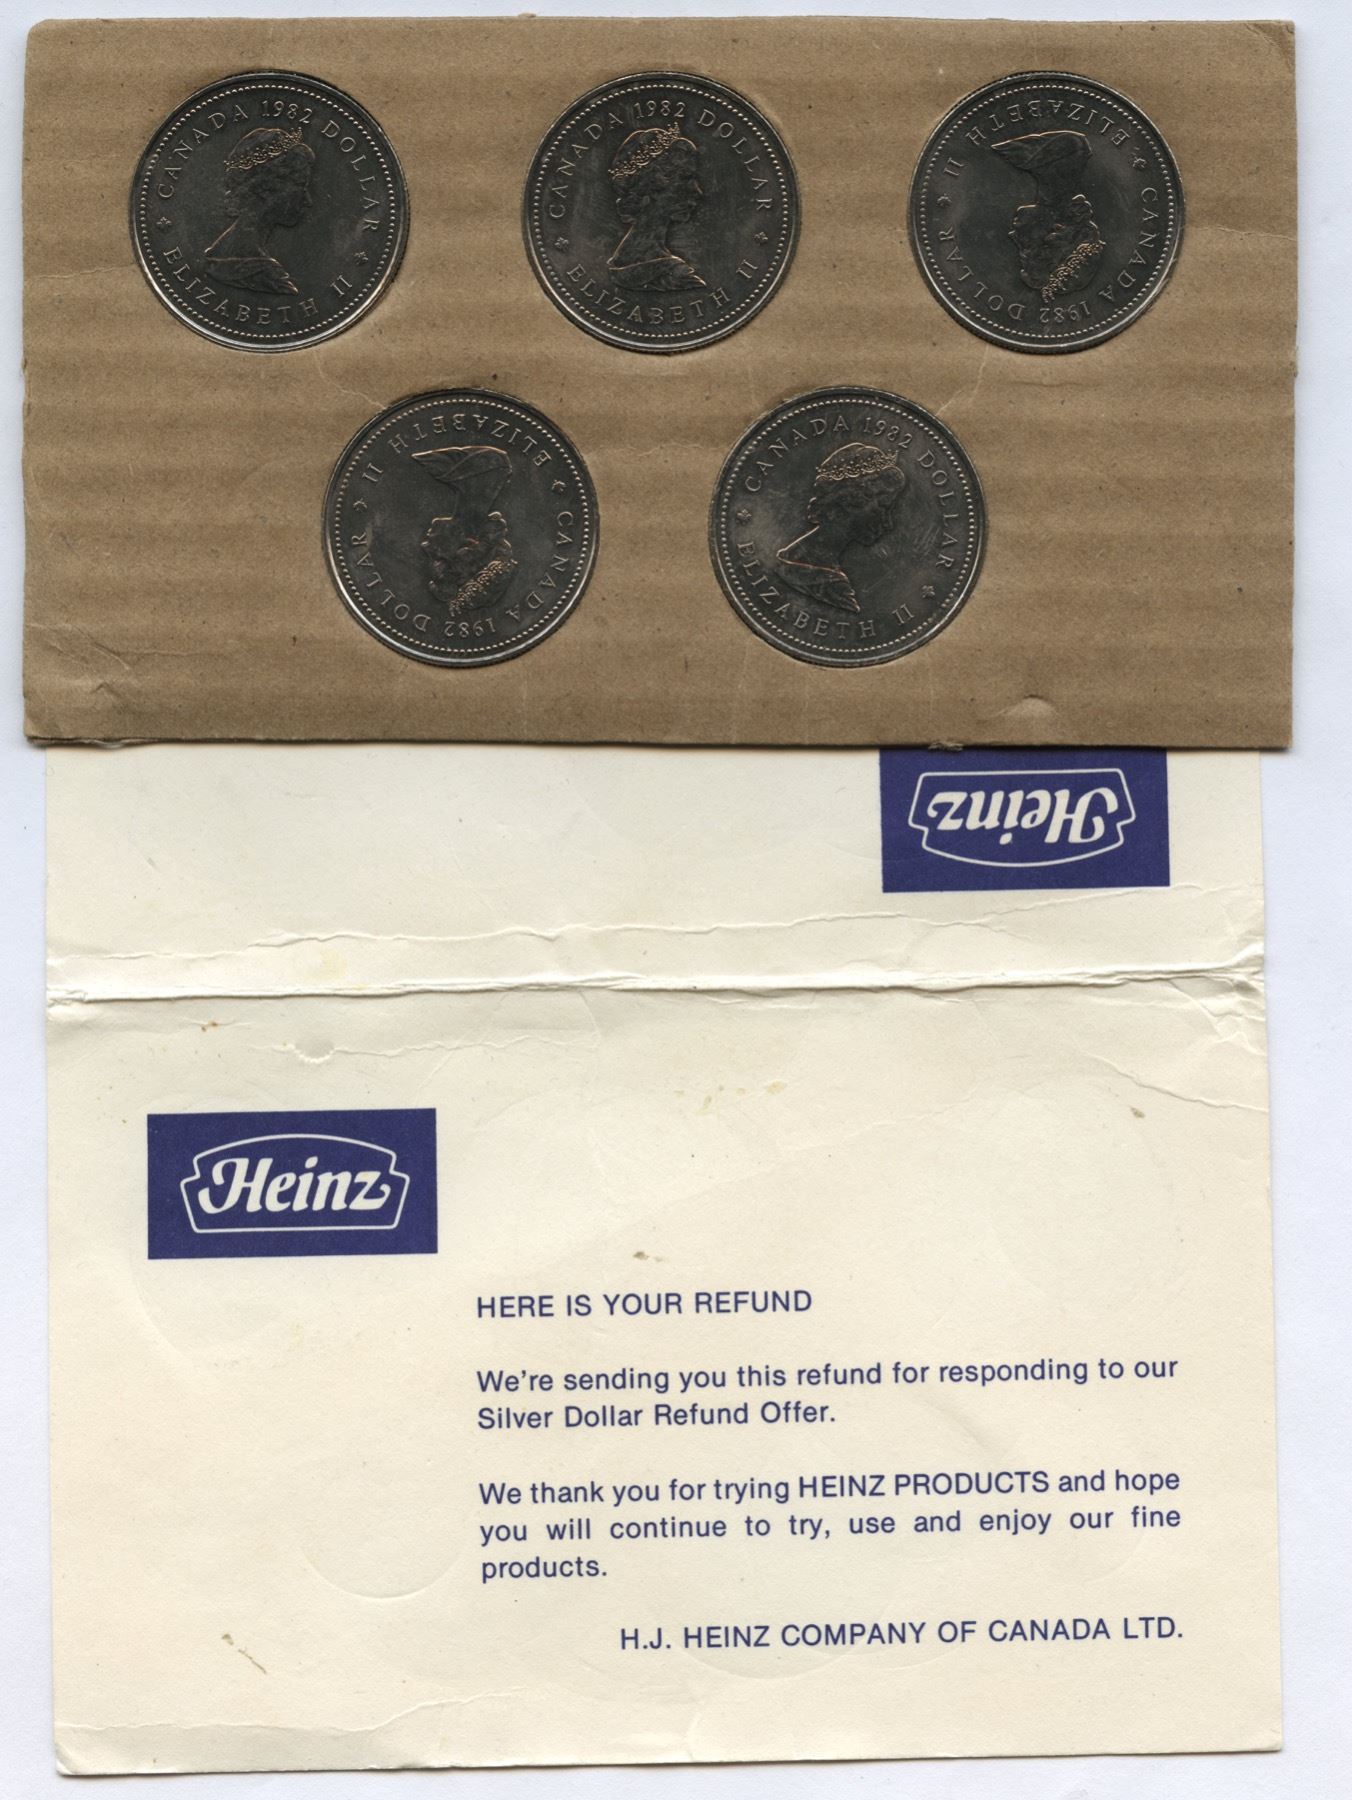 CANADA 1982 DOLLAR
ELIZABETH II
CANADA 1982 DOLLAR
ELIZABETH II
CANADA 1982 DOLLAR
ELIZABETH II
CANADA 1982 DOLLAR
ELIZABETH II
CANADA 1982 DOLLAR
ELIZABETH II
Heinz
Heinz
HERE IS YOUR REFUND
We're sending you this refund for responding to our
Silver Dollar Refund Offer.
We thank you for trying HEINZ PRODUCTS and hope
you will continue to try, use and enjoy our fine
products.
H.J. HEINZ COMPANY OF CANADA LTD.